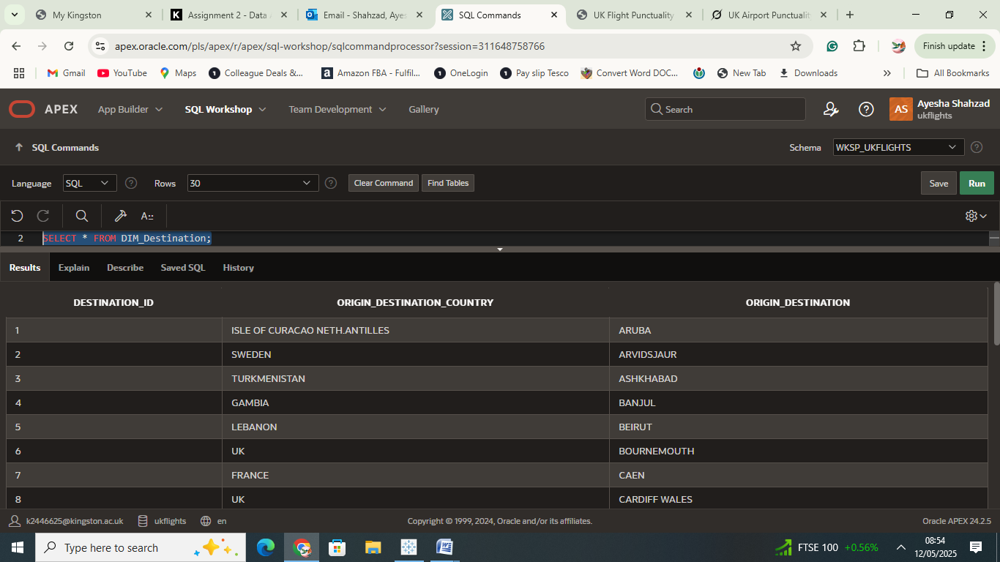 My Kingston
Assignment 2 - Data
Email - Shahzad, Aye
SQL Commands
UK Flight Punctuality
UK Airport Punctualit
apex.oracle.com/pls/apex/r/apex/sql-workshop/sqlcommandprocessor?session=311648758766
Finish update
Gmail YouTube Maps Colleague Deals &... Amazon FBA - Fulfil... OneLogin Pay slip Tesco Convert Word DOC... New Tab Downloads » All Bookmarks
APEX App Builder SQL Workshop Team Development Gallery
Search
AS
Ayesha Shahzad
ukflights
SQL Commands
Schema WKSP_UKFLIGHTS
Language SQL Rows 30 Clear Command Find Tables Save Run
2 SELECT * FROM DIM_Destination;
Results Explain Describe Saved SQL History
DESTINATION_ID ORIGIN_DESTINATION_COUNTRY ORIGIN_DESTINATION
1 ISLE OF CURACAO NETH.ANTILLES ARUBA
2 SWEDEN ARVIDSJAUR
3 TURKMENISTAN ASHKHABAD
4 GAMBIA BANJUL
5 LEBANON BEIRUT
6 UK BOURNEMOUTH
7 FRANCE CAEN
8 UK CARDIFF WALES
k2446625@kingston.ac.uk ukflights en Copyright © 1999, 2024, Oracle and/or its affiliates. Oracle APEX 24.2.5
Type here to search
FTSE 100 +0.56%
08:54
12/05/2025